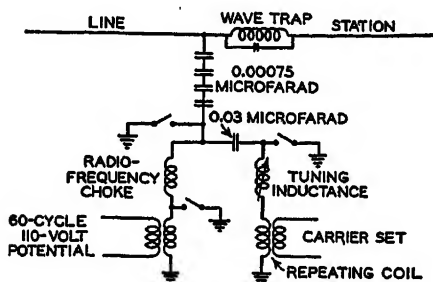 LINE
WAVE TRAP
STATION
0.00075
MICROFARAD
0.03 MICROFARAD
RADIO-
FREQUENCY
CHOKE
TUNING
INDUCTANCE
60-CYCLE
110-VOLT
POTENTIAL
CARRIER SET
REPEATING COIL